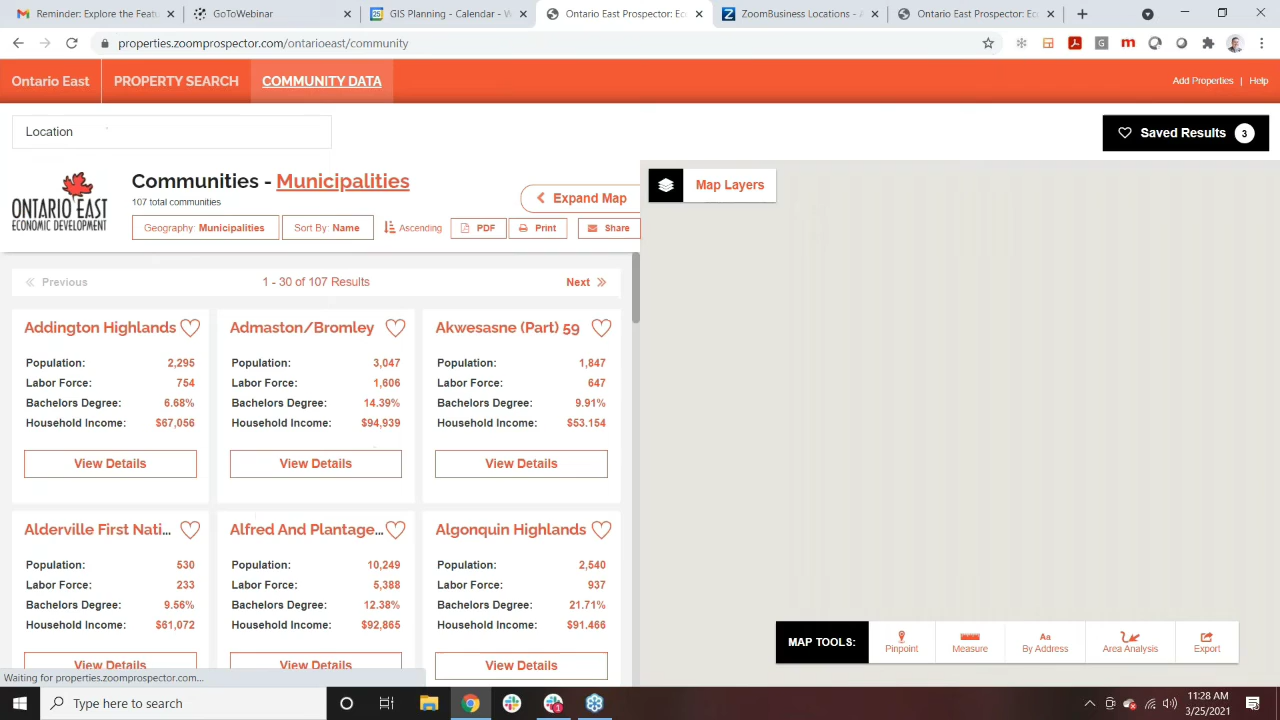 Emprior to the Featu
GoToWebinar
GIS Planning - Calendar - W
Ontario East Prospector: Ec
ZoomBusiness Locations - A
Ontario East Prospector: Ec
properties.zoomprospector.com/ontarioeast/community
Ontario East
PROPERTY SEARCH
COMMUNITY DATA
Add Properties | Help
Location
Saved Results 3
ONTARIO EAST
ECONOMIC DEVELOPMENT
Communities - Municipalities
107 total communities
Expand Map
Map Layers
Geography: Municipalities
Sort By: Name
Ascending
PDF
Print
Share
Previous
1 - 30 of 107 Results
Next
Addington Highlands
Population: 2,295
Labor Force: 754
Bachelors Degree: 6.68%
Household Income: $67,056
View Details
Admaston/Bromley
Population: 3,047
Labor Force: 1,606
Bachelors Degree: 14.39%
Household Income: $94,939
View Details
Akwesasne (Part) 59
Population: 1,847
Labor Force: 647
Bachelors Degree: 9.91%
Household Income: $53.154
View Details
Alderville First Nati...
Population: 530
Labor Force: 233
Bachelors Degree: 9.56%
Household Income: $61,072
View Details
Alfred And Plantage...
Population: 10,249
Labor Force: 5,388
Bachelors Degree: 12.38%
Household Income: $92,865
View Details
Algonquin Highlands
Population: 2,540
Labor Force: 937
Bachelors Degree: 21.71%
Household Income: $91.466
View Details
MAP TOOLS:
Pinpoint
Measure
Aa
By Address
Area Analysis
Export
Waiting for properties.zoomprospector.com...
Type here to search
11:28 AM
3/25/2021